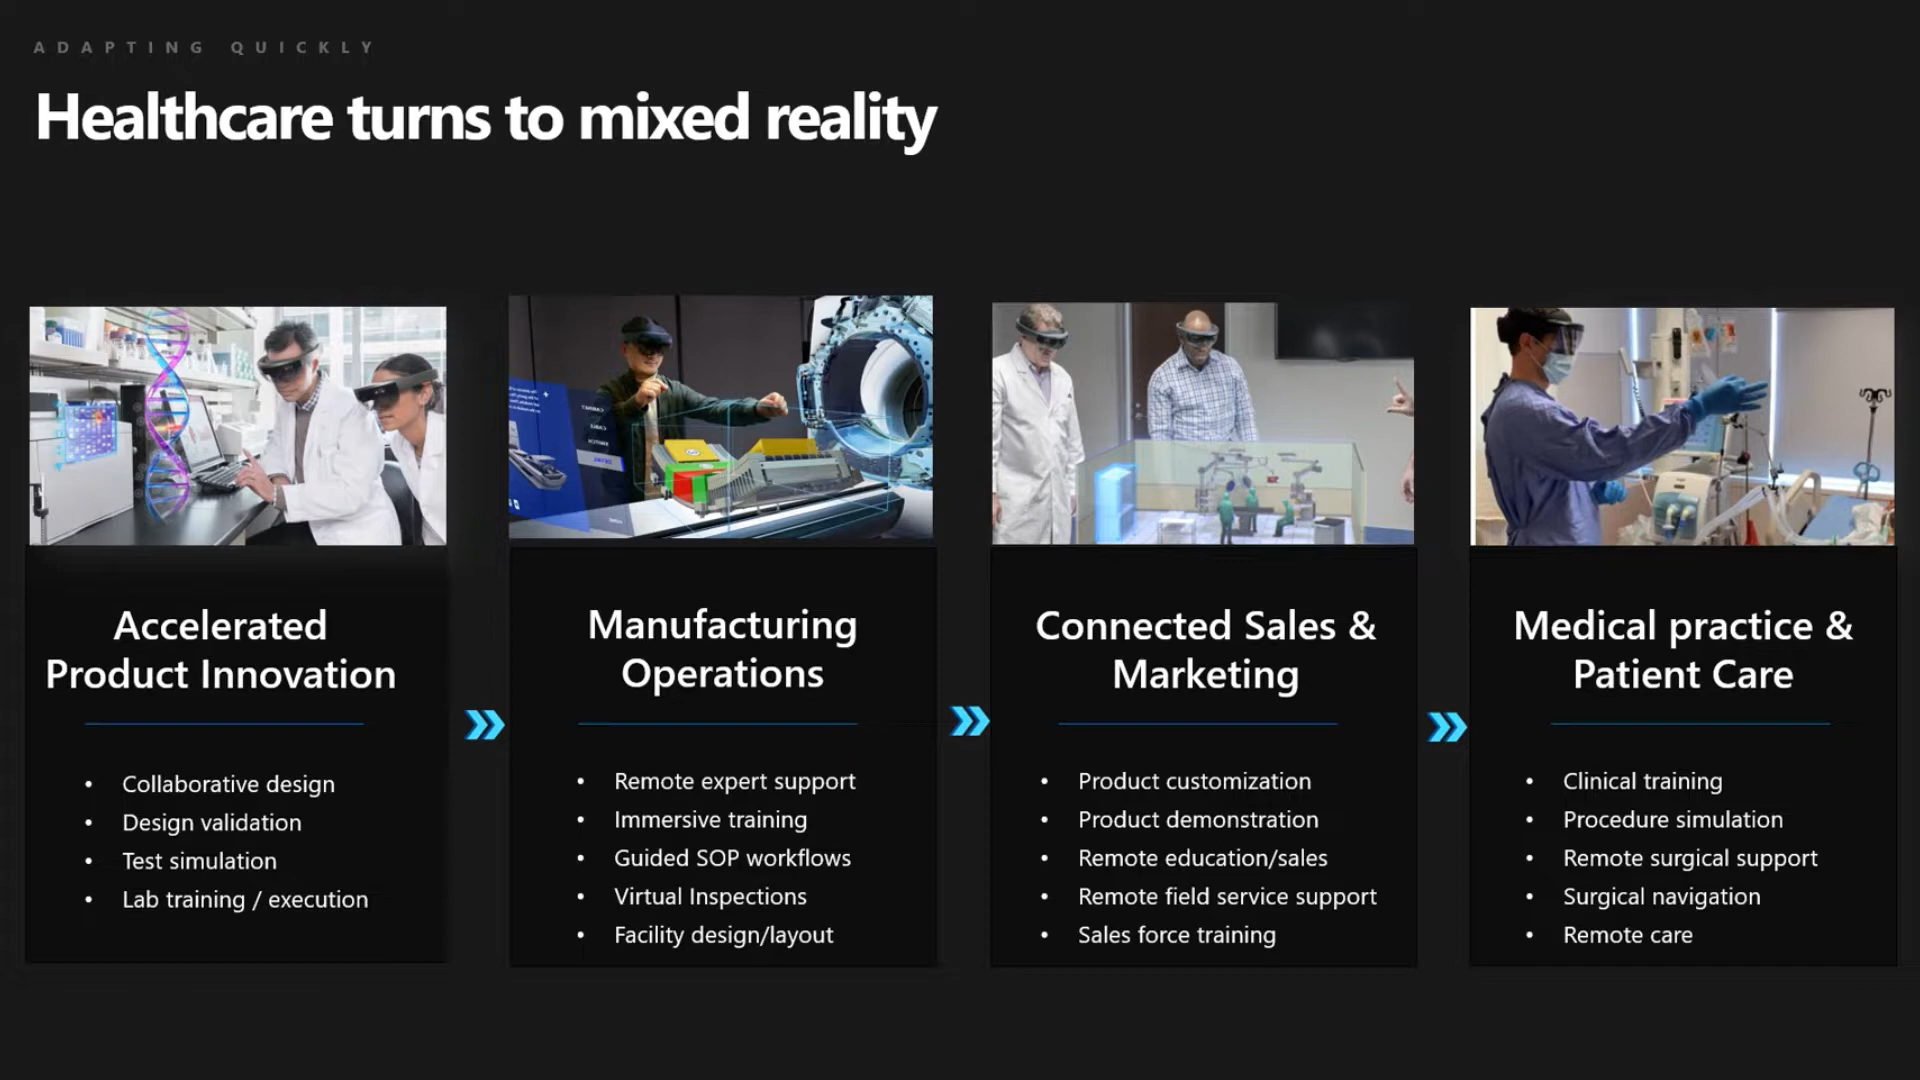 ADAPTING QUICKLY
Healthcare turns to mixed reality
Accelerated
Product Innovation
• Collaborative design
• Design validation
• Test simulation
• Lab training / execution
Manufacturing
Operations
• Remote expert support
• Immersive training
• Guided SOP workflows
• Virtual Inspections
• Facility design/layout
Connected Sales &
Marketing
• Product customization
• Product demonstration
• Remote education/sales
• Remote field service support
• Sales force training
Medical practice &
Patient Care
• Clinical training
• Procedure simulation
• Remote surgical support
• Surgical navigation
• Remote care